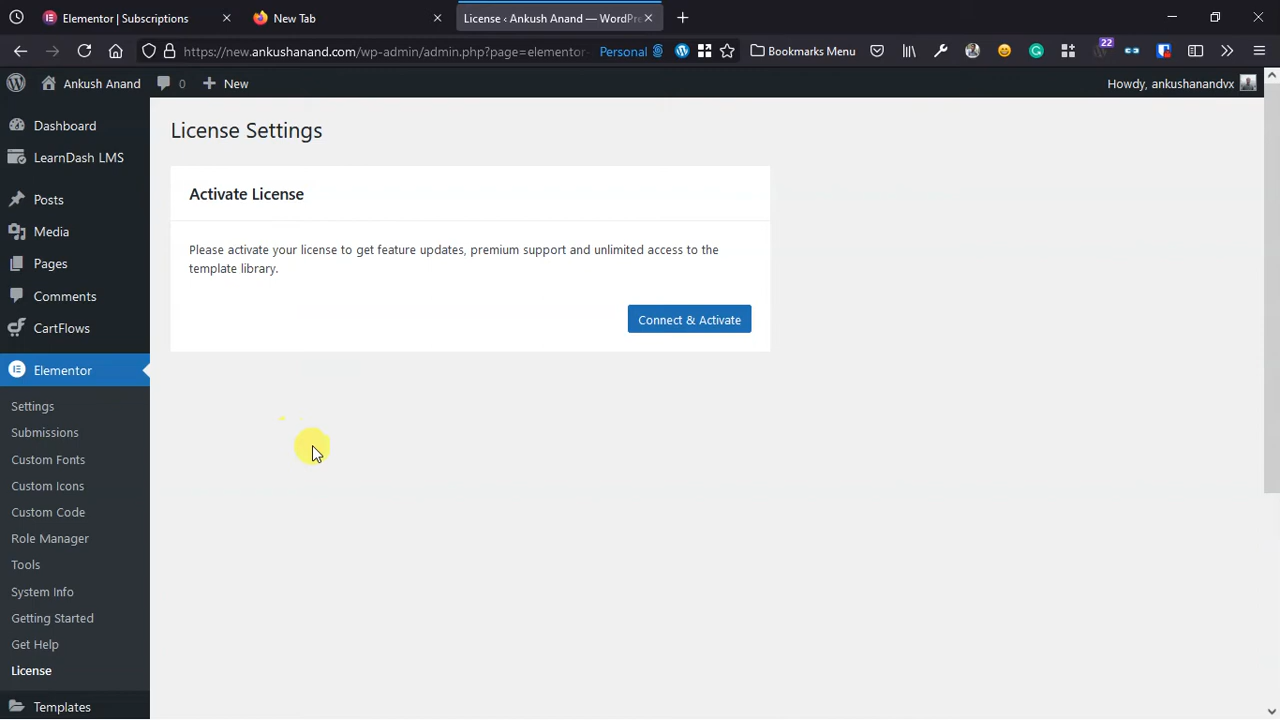 Elementor | Subscriptions
New Tab
License ‹ Ankush Anand — WordPre
https://new.ankushanand.com/wp-admin/admin.php?page=elementor-
Personal
Bookmarks Menu
22
Ankush Anand
0
New
Howdy, ankushanandvx
Dashboard
LearnDash LMS
Posts
Media
Pages
Comments
CartFlows
Elementor
Settings
Submissions
Custom Fonts
Custom Icons
Custom Code
Role Manager
Tools
System Info
Getting Started
Get Help
License
Templates
License Settings
Activate License
Please activate your license to get feature updates, premium support and unlimited access to the
template library.
Connect & Activate